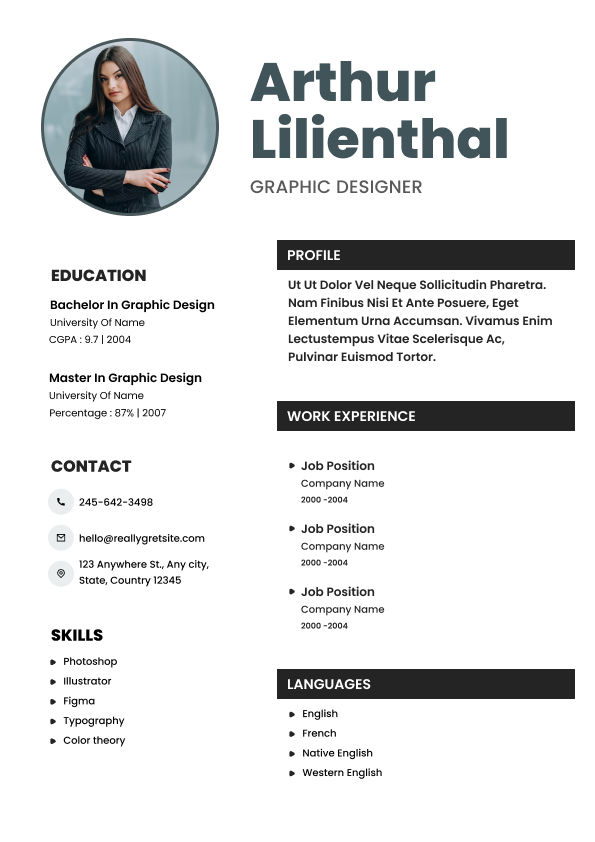 Arthur
Lilienthal
GRAPHIC DESIGNER
EDUCATION
Bachelor In Graphic Design
University Of Name
CGPA : 9.7 | 2004
Master In Graphic Design
University Of Name
Percentage : 87% | 2007
CONTACT
245-642-3498
hello@reallygretsite.com
123 Anywhere St., Any city,
State, Country 12345
SKILLS
Photoshop
Illustrator
Figma
Typography
Color theory
PROFILE
Ut Ut Dolor Vel Neque Sollicitudin Pharetra.
Nam Finibus Nisi Et Ante Posuere, Eget
Elementum Urna Accumsan. Vivamus Enim
Lectustempus Vitae Scelerisque Ac,
Pulvinar Euismod Tortor.
WORK EXPERIENCE
Job Position
Company Name
2000 -2004
Job Position
Company Name
2000 -2004
Job Position
Company Name
2000 -2004
LANGUAGES
English
French
Native English
Western English